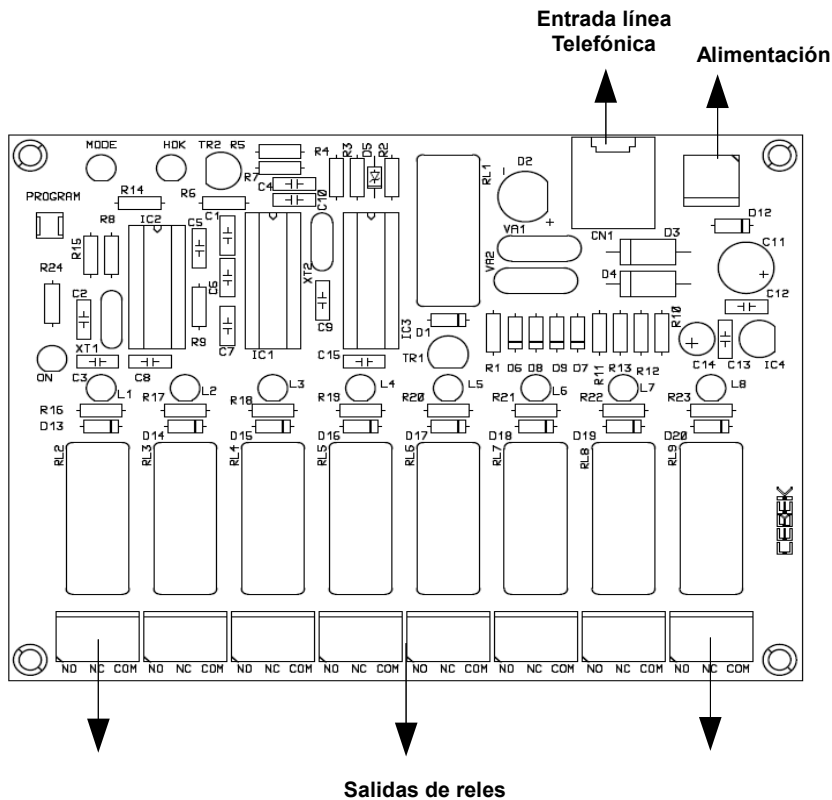 Entrada línea
Telefónica
Alimentación
MODE HOK TR2 R5
R4 R3 D5 R2
RL1 D2
R7
C4
C10
PROGRAM
R14 R6
CN1
D12
IC2 C5 C1
VA1
D3
C11
R15 R8
XT2
VA2
D4
R24
C6
C12
C2
C9
IC3
D1
R10
R9
C7
XT1
IC1
C15
TR1
R1 D6 D8 D9 D7 R11 R13 R12
C14 C13 IC4
ON
C3 C8
L1 L2 L3 L4 L5 L6 L7 L8
R16 R17 R18 R19 R20 R21 R22 R23
D13 D14 D15 D16 D17 D18 D19 D20
RL2 RL3 RL4 RL5 RL6 RL7 RL8 RL9
CEBEK
NO NC COM NO NC COM NO NC COM NO NC COM NO NC COM NO NC COM NO NC COM NO NC COM
Salidas de reles